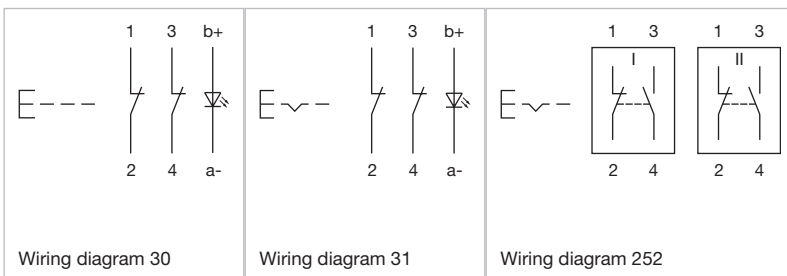 1 3 b+
2 4 a-
Wiring diagram 30
1 3 b+
2 4 a-
Wiring diagram 31
1 3 1 3
I II
2 4 2 4
Wiring diagram 252